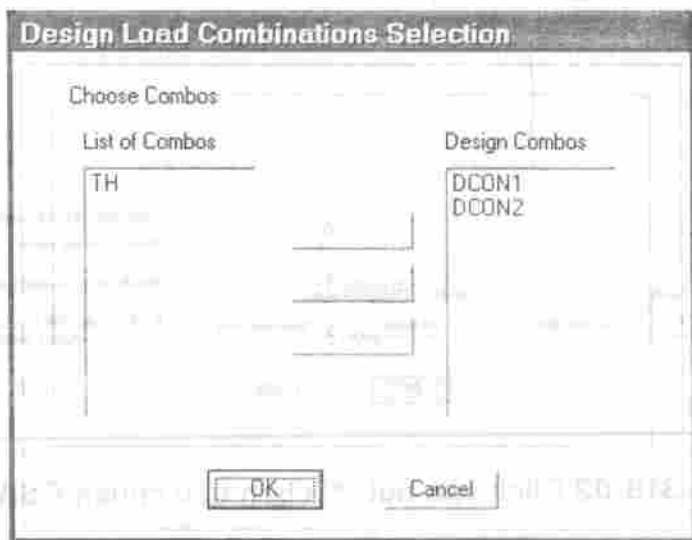 Design Load Combinations Selection
Choose Combos
List of Combos
Design Combos
TH
DCON1
DCON2
OK
Cancel